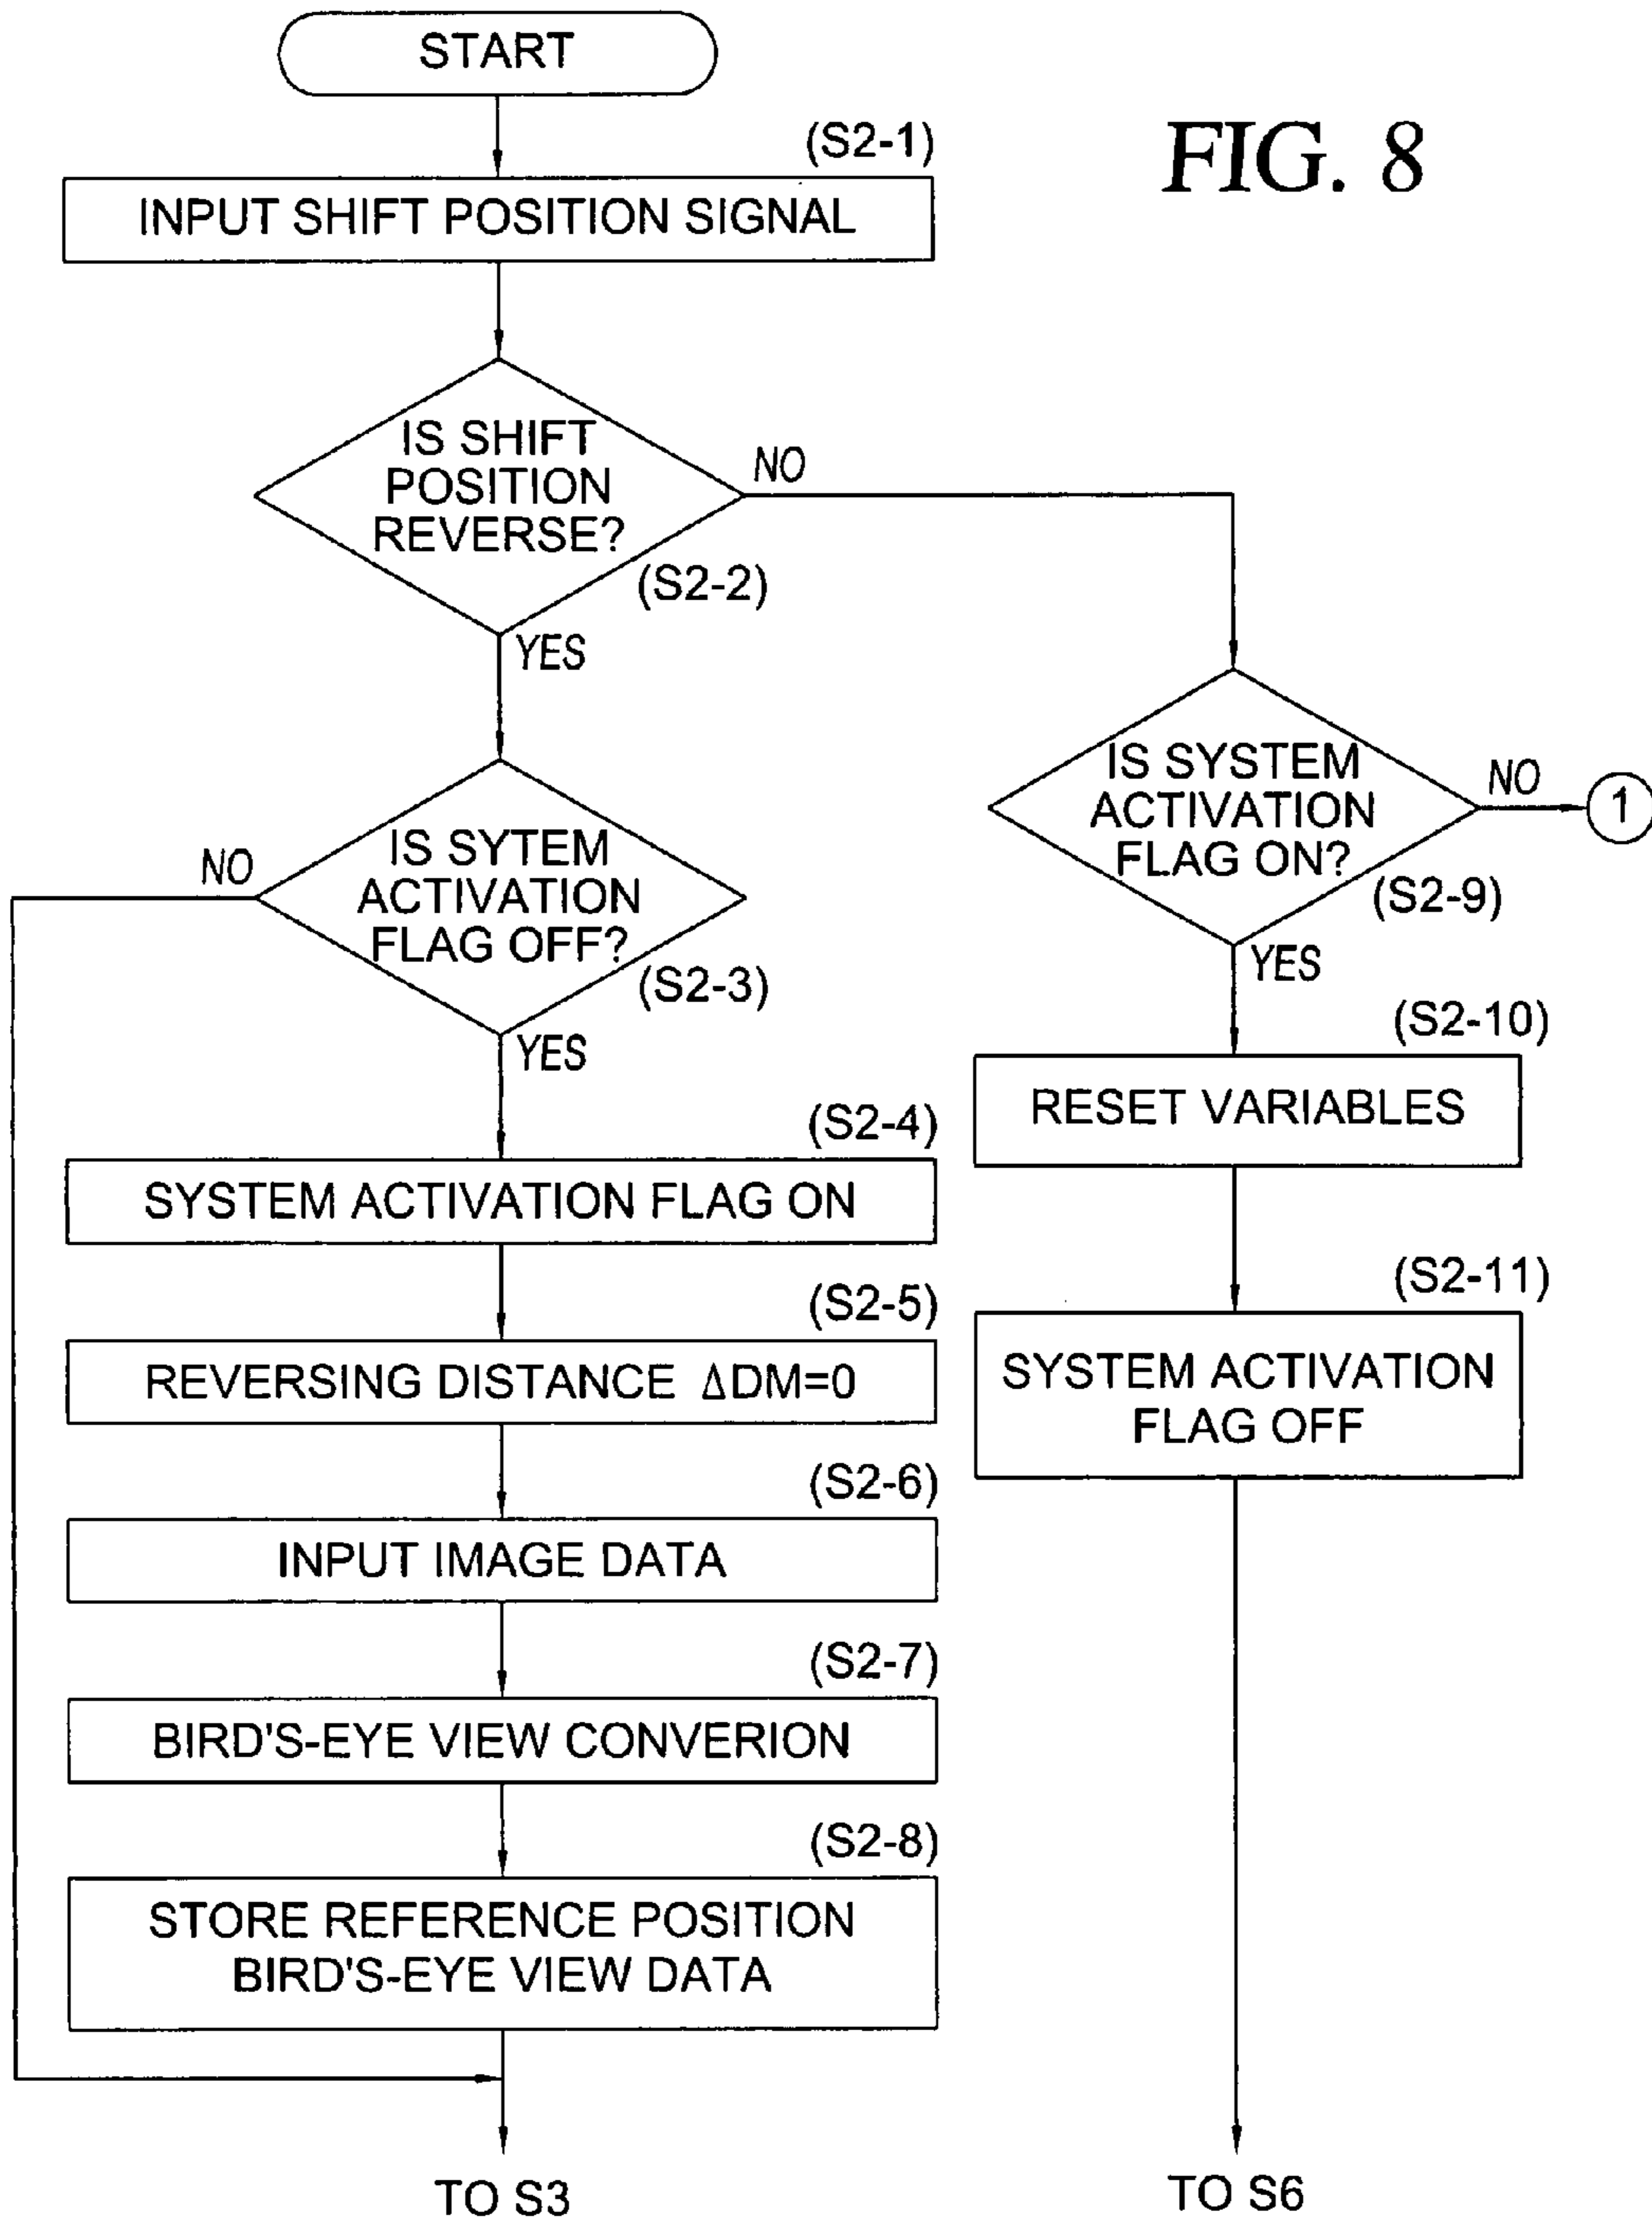 START
FIG. 8
(S2-1)
INPUT SHIFT POSITION SIGNAL
IS SHIFT
POSITION
REVERSE?
NO
(S2-2)
YES
IS SYTEM
ACTIVATION
FLAG OFF?
NO
(S2-3)
YES
(S2-4)
SYSTEM ACTIVATION FLAG ON
(S2-5)
REVERSING DISTANCE ΔDM=0
(S2-6)
INPUT IMAGE DATA
(S2-7)
BIRD'S-EYE VIEW CONVERION
(S2-8)
STORE REFERENCE POSITION
BIRD'S-EYE VIEW DATA
TO S3
IS SYSTEM
ACTIVATION
FLAG ON?
NO
1
(S2-9)
YES
(S2-10)
RESET VARIABLES
(S2-11)
SYSTEM ACTIVATION
FLAG OFF
TO S6